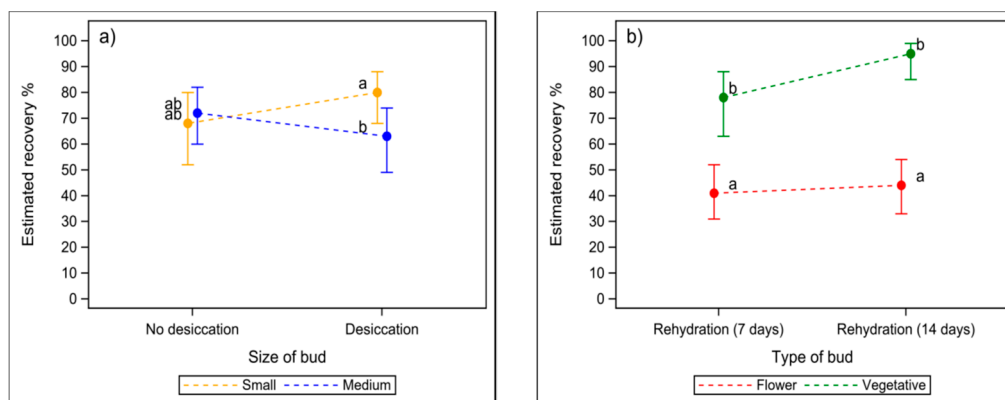 a)
100
90
80
70
60
50
40
30
20
10
0
Estimated recovery %
ab
ab
a
b
No desiccation Desiccation
Size of bud
Small Medium
b)
100
90
80
70
60
50
40
30
20
10
0
Estimated recovery %
b
b
a
a
Rehydration (7 days) Rehydration (14 days)
Type of bud
Flower Vegetative